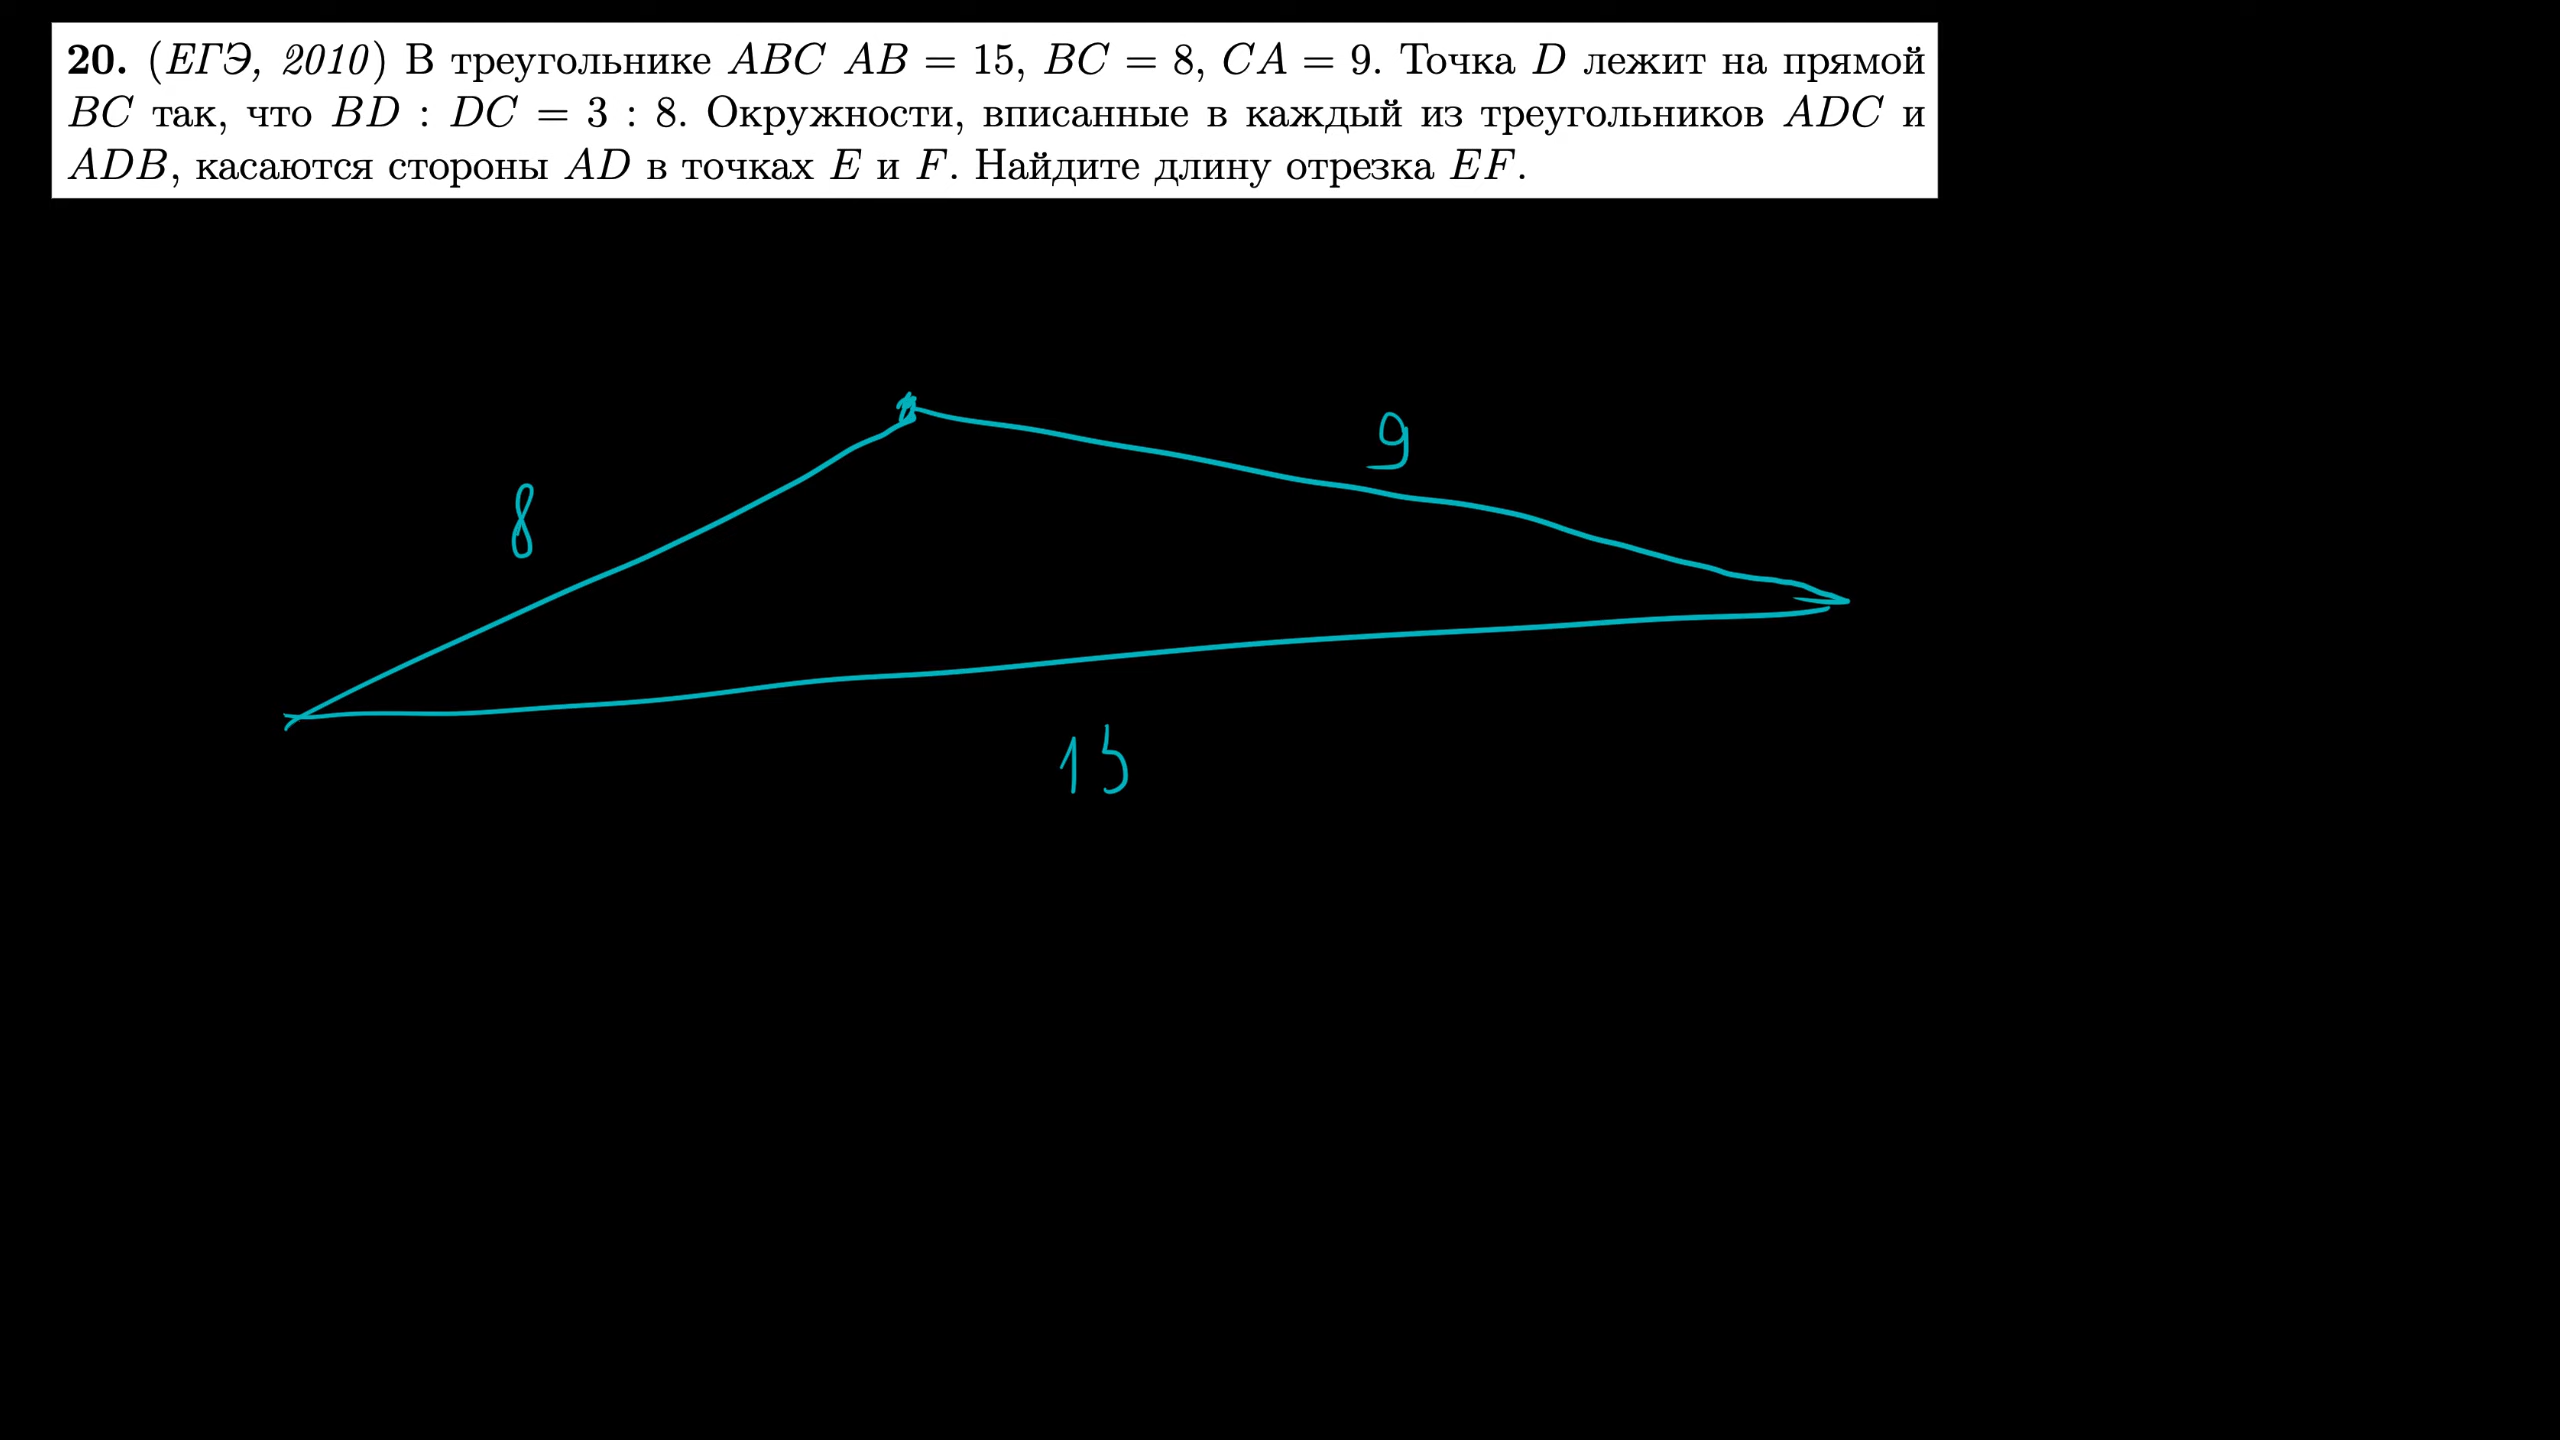 20. (ЕГЭ, 2010) В треугольнике ABC AB = 15, BC = 8, CA = 9. Точка D лежит на прямой
BC так, что BD : DC = 3 : 8. Окружности, вписанные в каждый из треугольников ADC и
ADB, касаются стороны AD в точках E и F. Найдите длину отрезка EF.
9
8
15